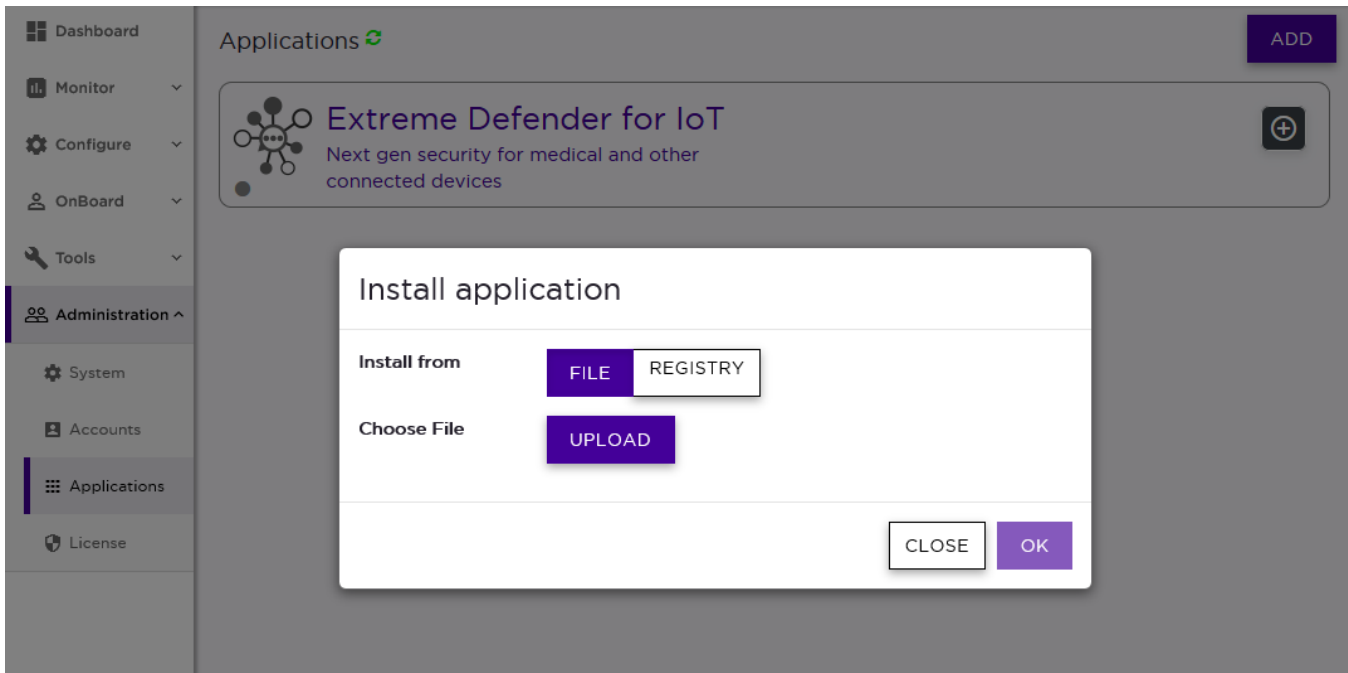 Dashboard
Monitor
Configure
OnBoard
Tools
Administration
System
Accounts
Applications
License
Applications
ADD
Extreme Defender for IoT
Next gen security for medical and other
connected devices
Install application
Install from
FILE
REGISTRY
Choose File
UPLOAD
CLOSE
OK